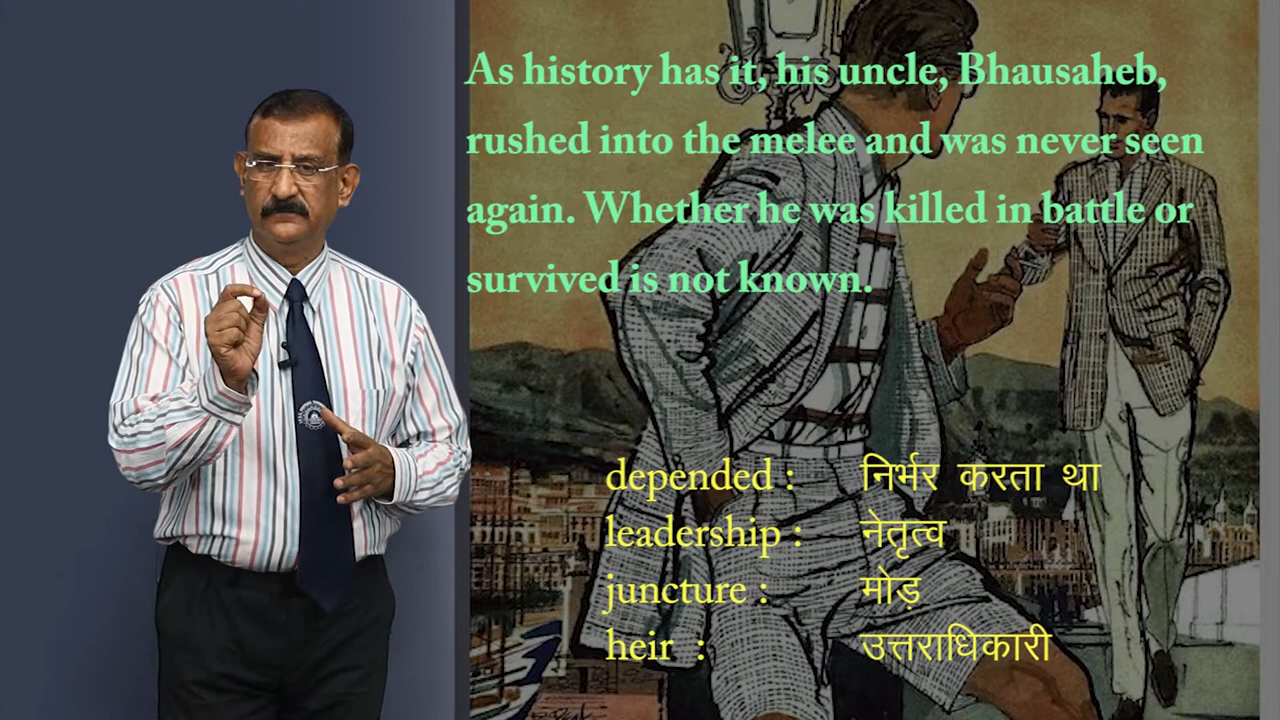 As history has it, his uncle, Bhausaheb,
rushed into the melee and was never seen
again. Whether he was killed in battle or
survived is not known.
depended : निर्भर करता था
leadership : नेतृत्व
juncture : मोड़
heir : उत्तराधिकारी